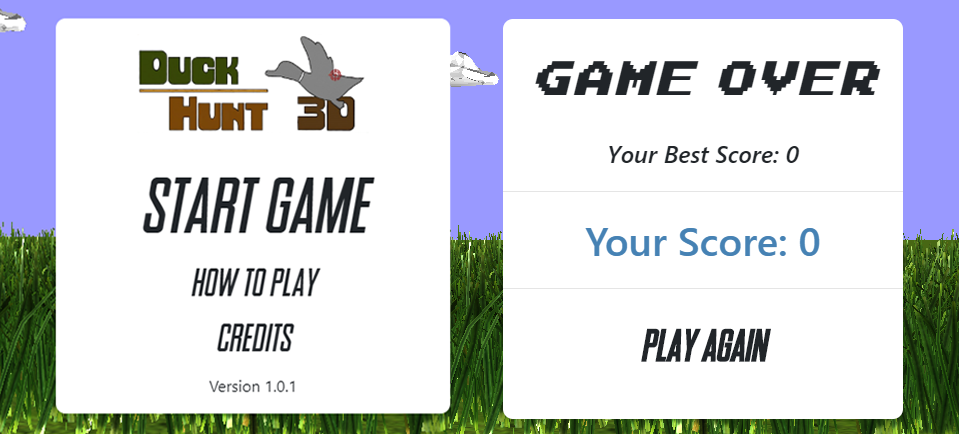 Duck
Hunt 3D
START GAME
HOW TO PLAY
CREDITS
Version 1.0.1
GAME OVER
Your Best Score: 0
Your Score: 0
PLAY AGAIN